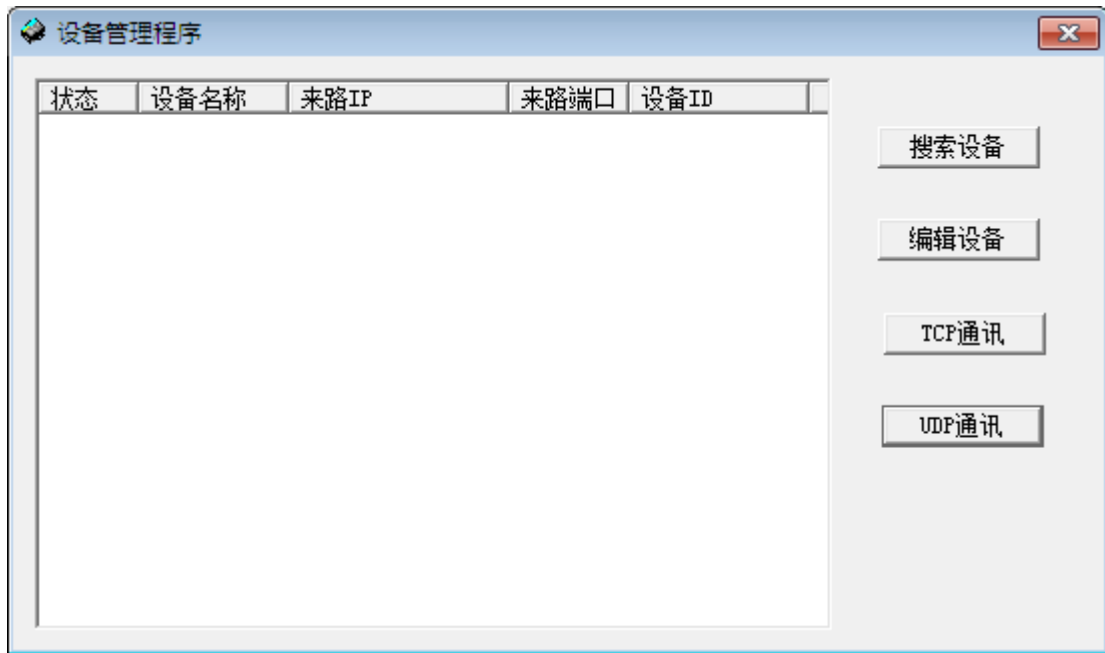 设备管理程序
状态 设备名称 来路IP 来路端口 设备ID
搜索设备
编辑设备
TCP通讯
UDP通讯